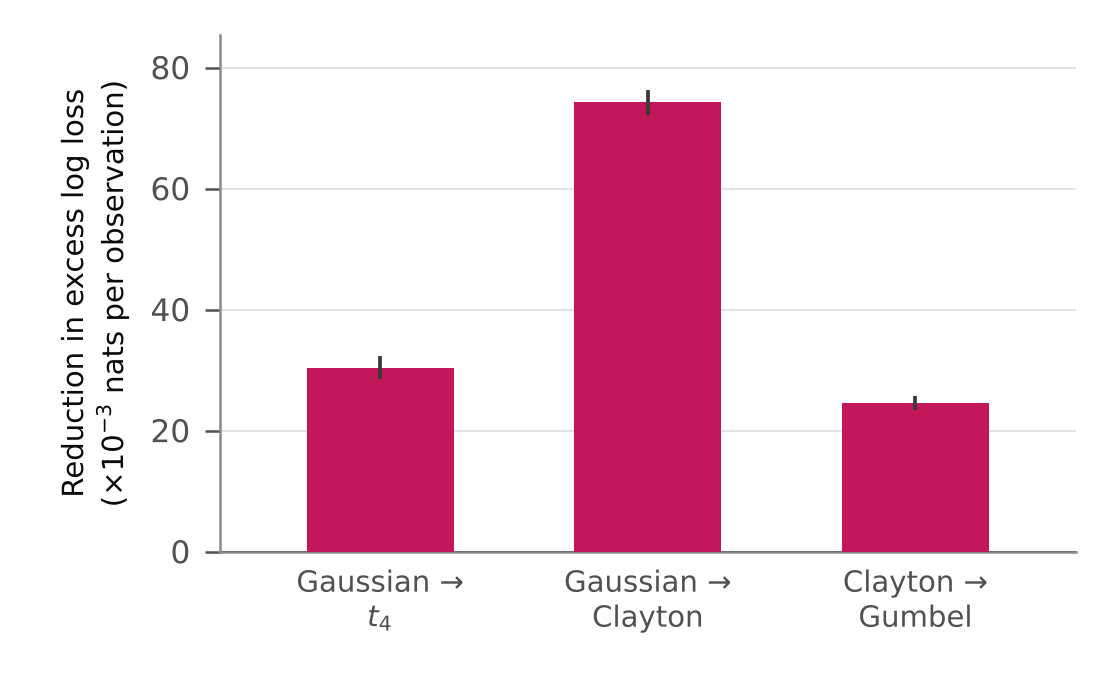 Reduction in excess log loss
(×10⁻³ nats per observation)
80
60
40
20
0
Gaussian →
t₄
Gaussian →
Clayton
Clayton →
Gumbel